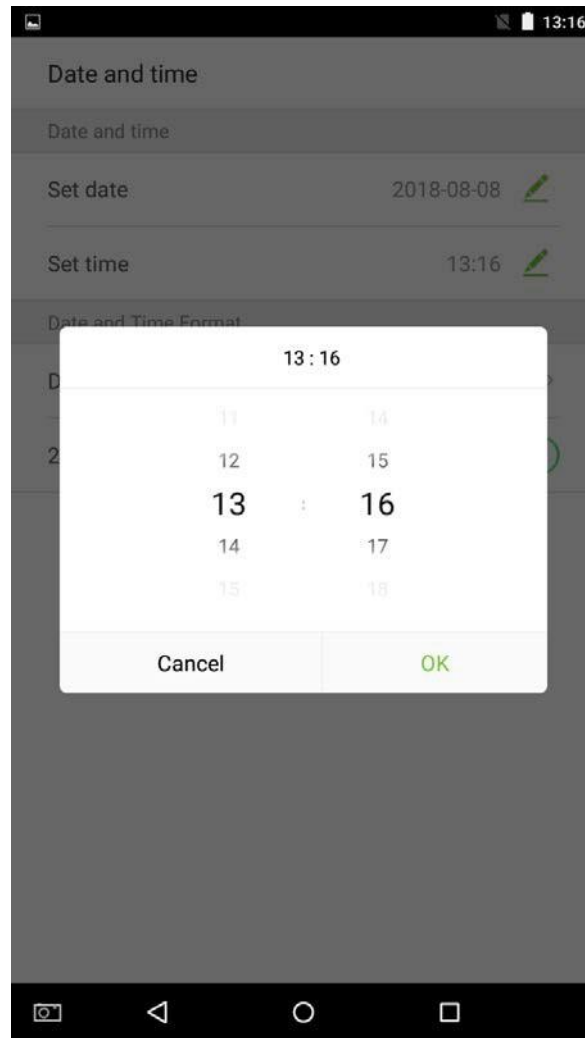 13:16
Date and time
Date and time
Set date 2018-08-08
Set time 13:16
Date and Time Format
D
2
13 : 16
11 14
12 15
13 : 16
14 17
15 18
Cancel OK